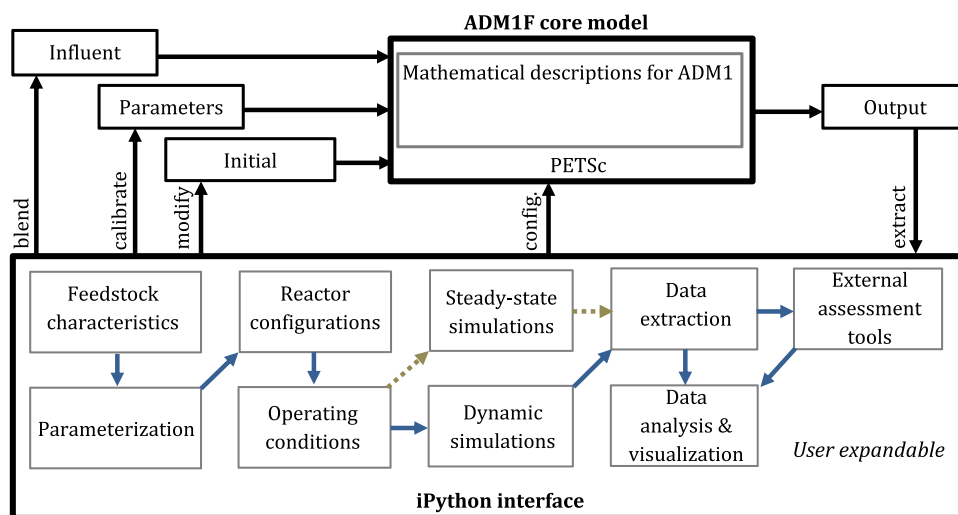 ADM1F core model
Influent
Mathematical descriptions for ADM1
Parameters
Output
Initial
PETSc
blend
calibrate
modify
config.
extract
Feedstock
characteristics
Reactor
configurations
Steady-state
simulations
Data
extraction
External
assessment
tools
Parameterization
Operating
conditions
Dynamic
simulations
Data
analysis &
visualization
User expandable
iPython interface